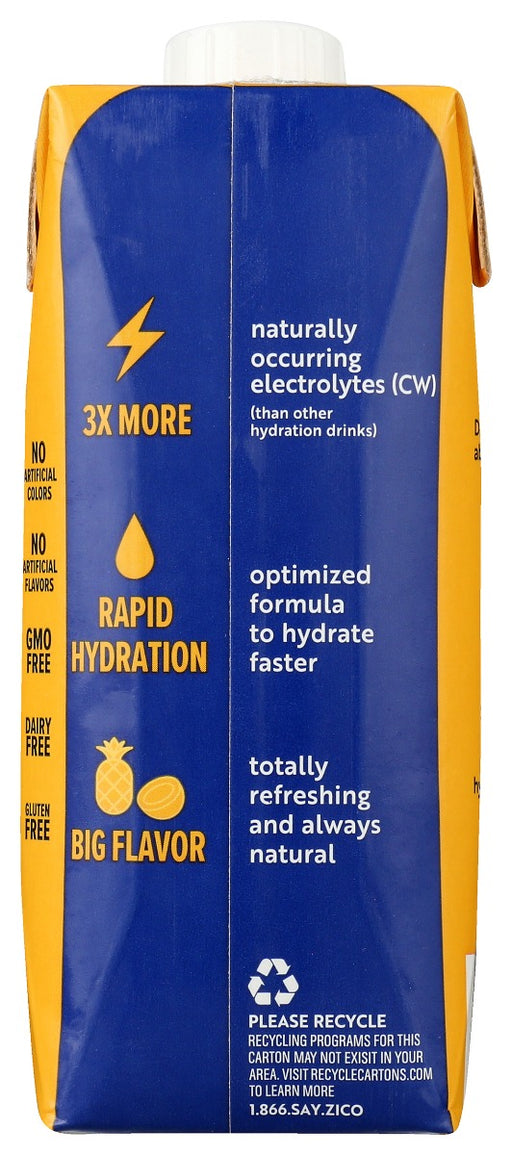 NO
ARTIFICIAL
COLORS
NO
ARTIFICIAL
FLAVORS
GMO
FREE
DAIRY
FREE
GLUTEN
FREE
3X MORE
naturally
occurring
electrolytes (CW)
(than other
hydration drinks)
RAPID
HYDRATION
optimized
formula
to hydrate
faster
BIG FLAVOR
totally
refreshing
and always
natural
PLEASE RECYCLE
RECYCLING PROGRAMS FOR THIS
CARTON MAY NOT EXISIT IN YOUR
AREA. VISIT RECYCLECARTONS.COM
TO LEARN MORE
1.866.SAY.ZICO